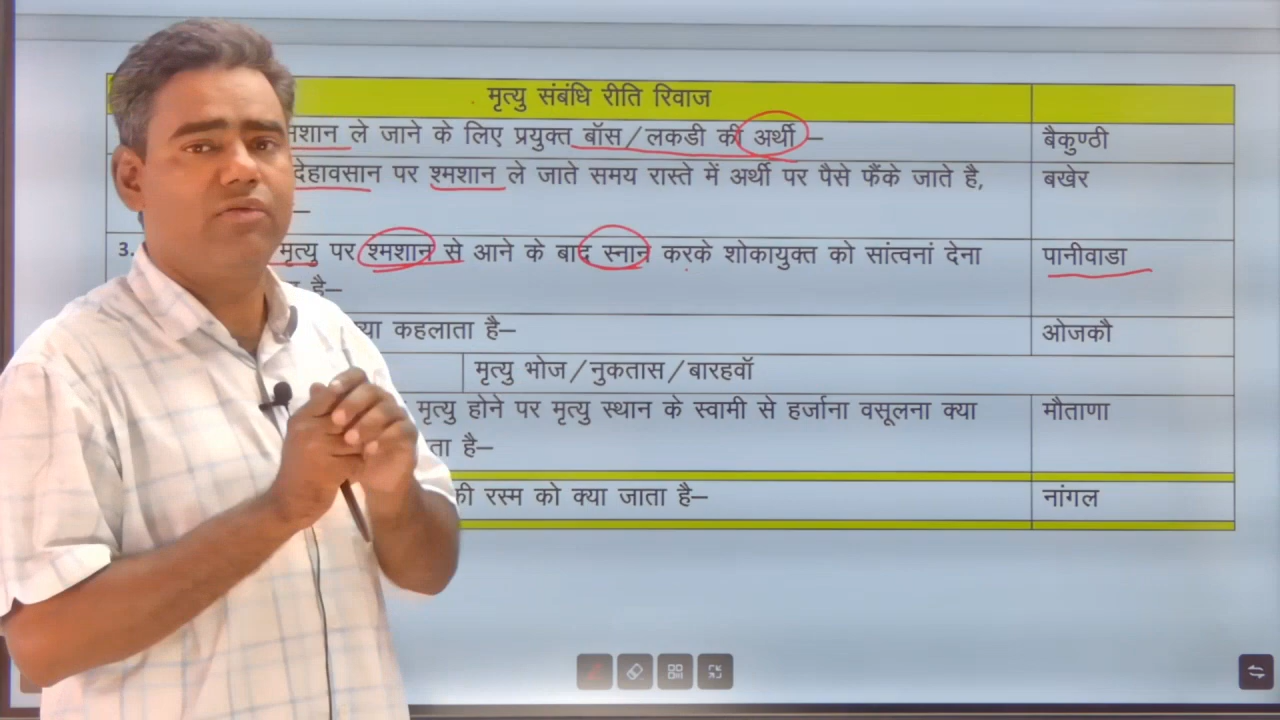 मृत्यु संबंधि रीति रिवाज
मशान ले जाने के लिए प्रयुक्त बॉस/लकडी की अर्थी– बैकुण्ठी
देहावसान पर श्मशान ले जाते समय रास्ते में अर्थी पर पैसे फैंके जाते है, बखेर
–
3. मृत्यु पर श्मशान से आने के बाद स्नान करके शोकायुक्त को सांत्वनां देना पानीवाडा
है–
या कहलाता है– ओजकौ
मृत्यु भोज/नुकतास/बारहवॉ
मृत्यु होने पर मृत्यु स्थान के स्वामी से हर्जाना वसूलना क्या मौताणा
ता है–
की रस्म को क्या जाता है– नांगल